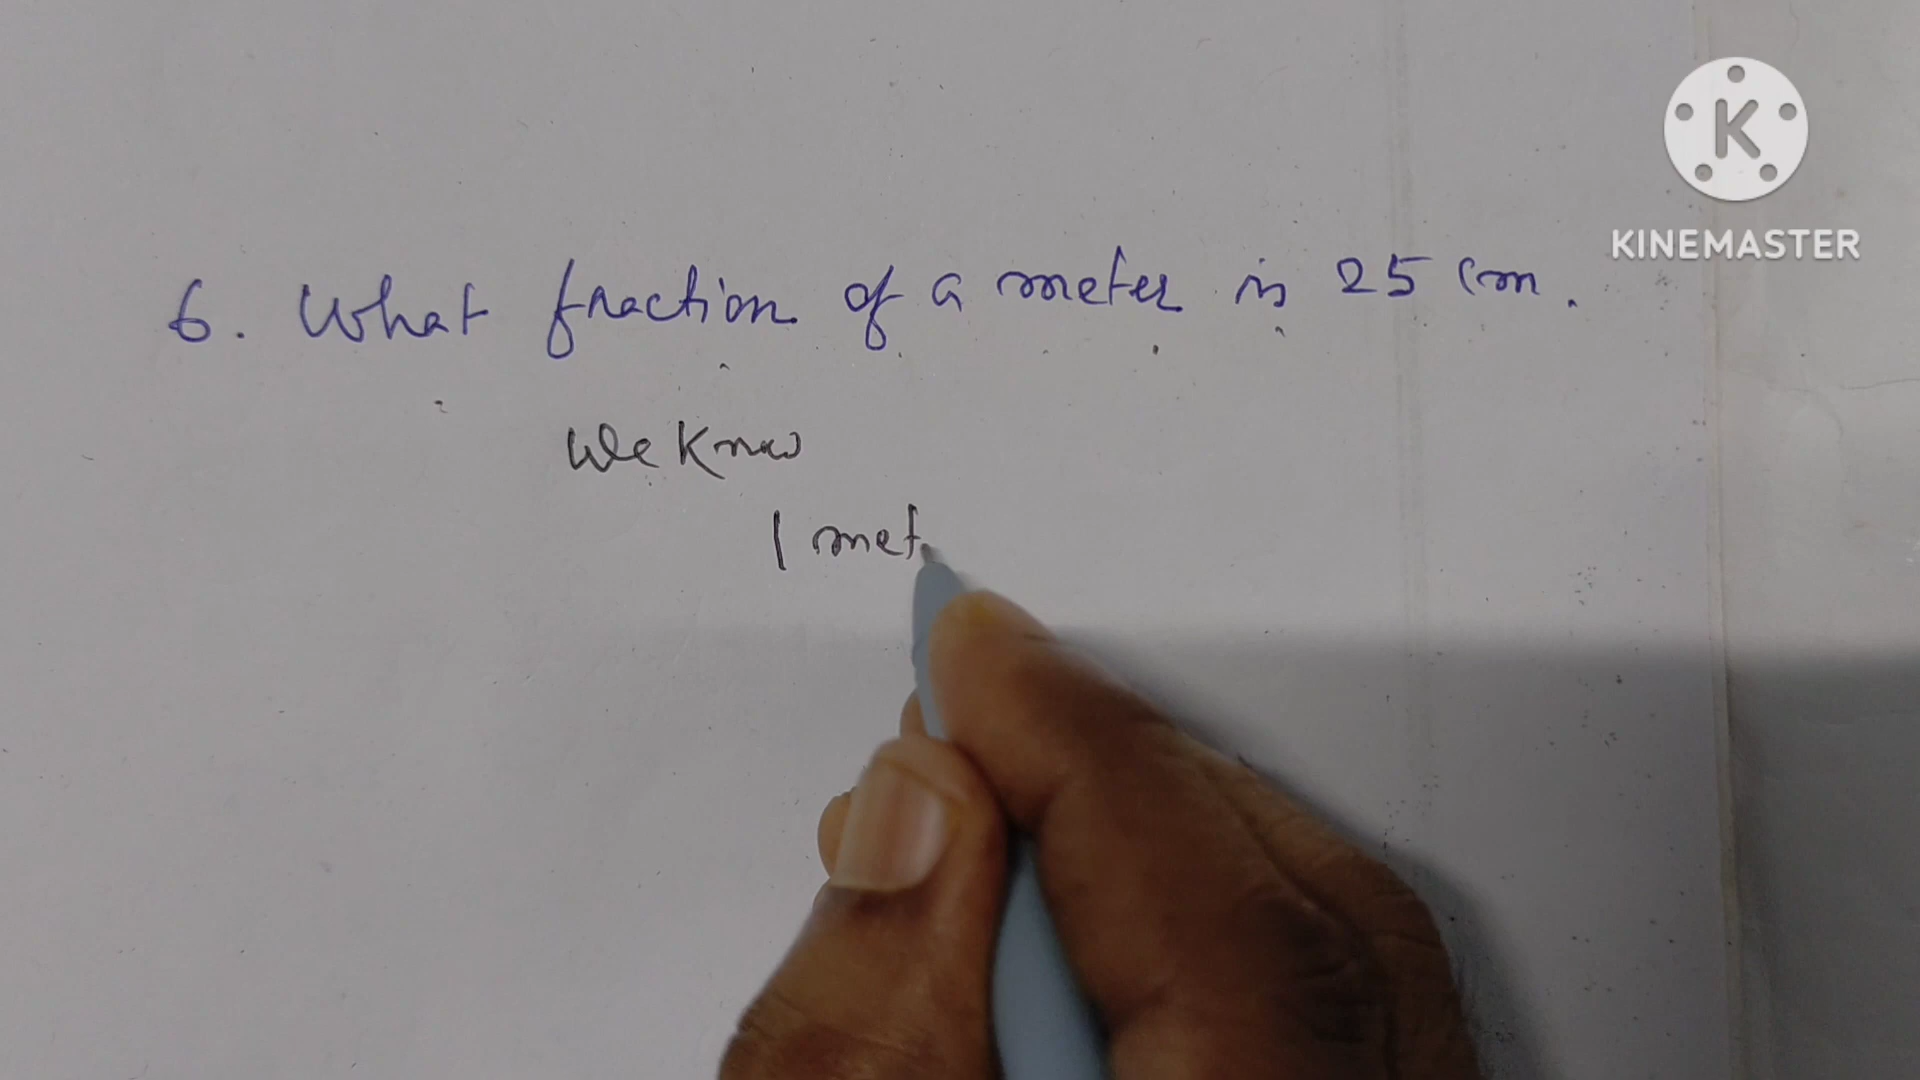 K
KINEMASTER
6. What fraction of a meter is 25 cm.
We Know
1 met